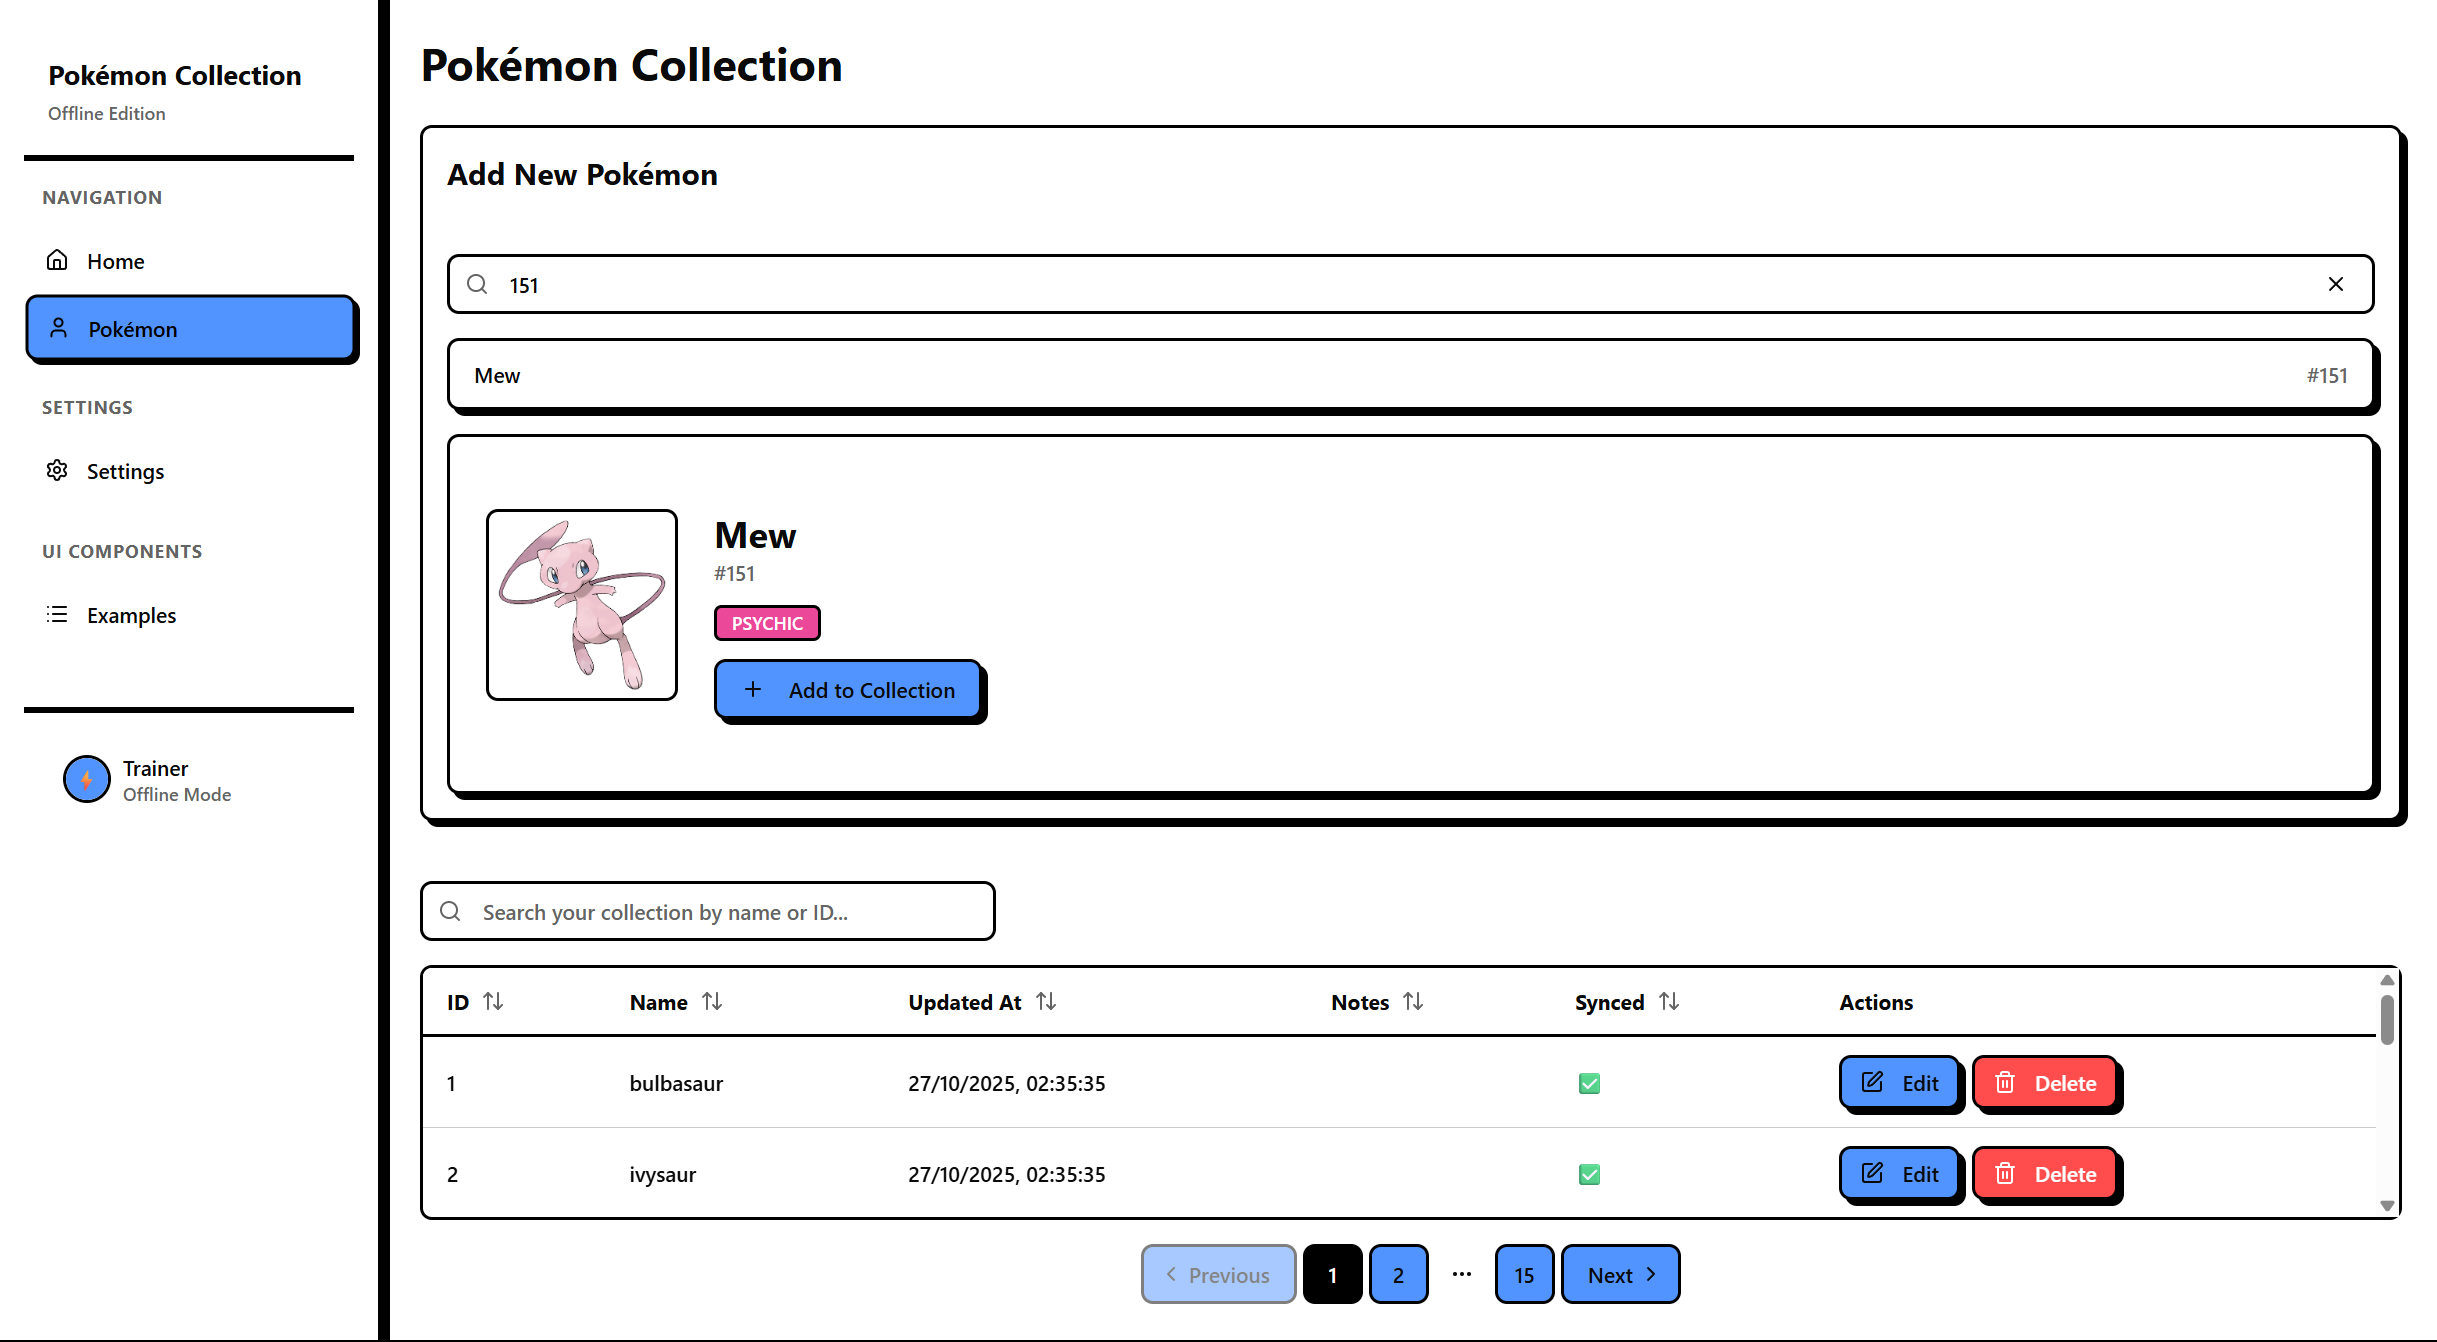 Pokémon Collection
Offline Edition
NAVIGATION
Home
Pokémon
SETTINGS
Settings
UI COMPONENTS
Examples
Trainer
Offline Mode
Pokémon Collection
Add New Pokémon
151
Mew #151
Mew
#151
PSYCHIC
Add to Collection
Search your collection by name or ID...
ID Name Updated At Notes Synced Actions
1 bulbasaur 27/10/2025, 02:35:35 Edit Delete
2 ivysaur 27/10/2025, 02:35:35 Edit Delete
Previous 1 2 ... 15 Next